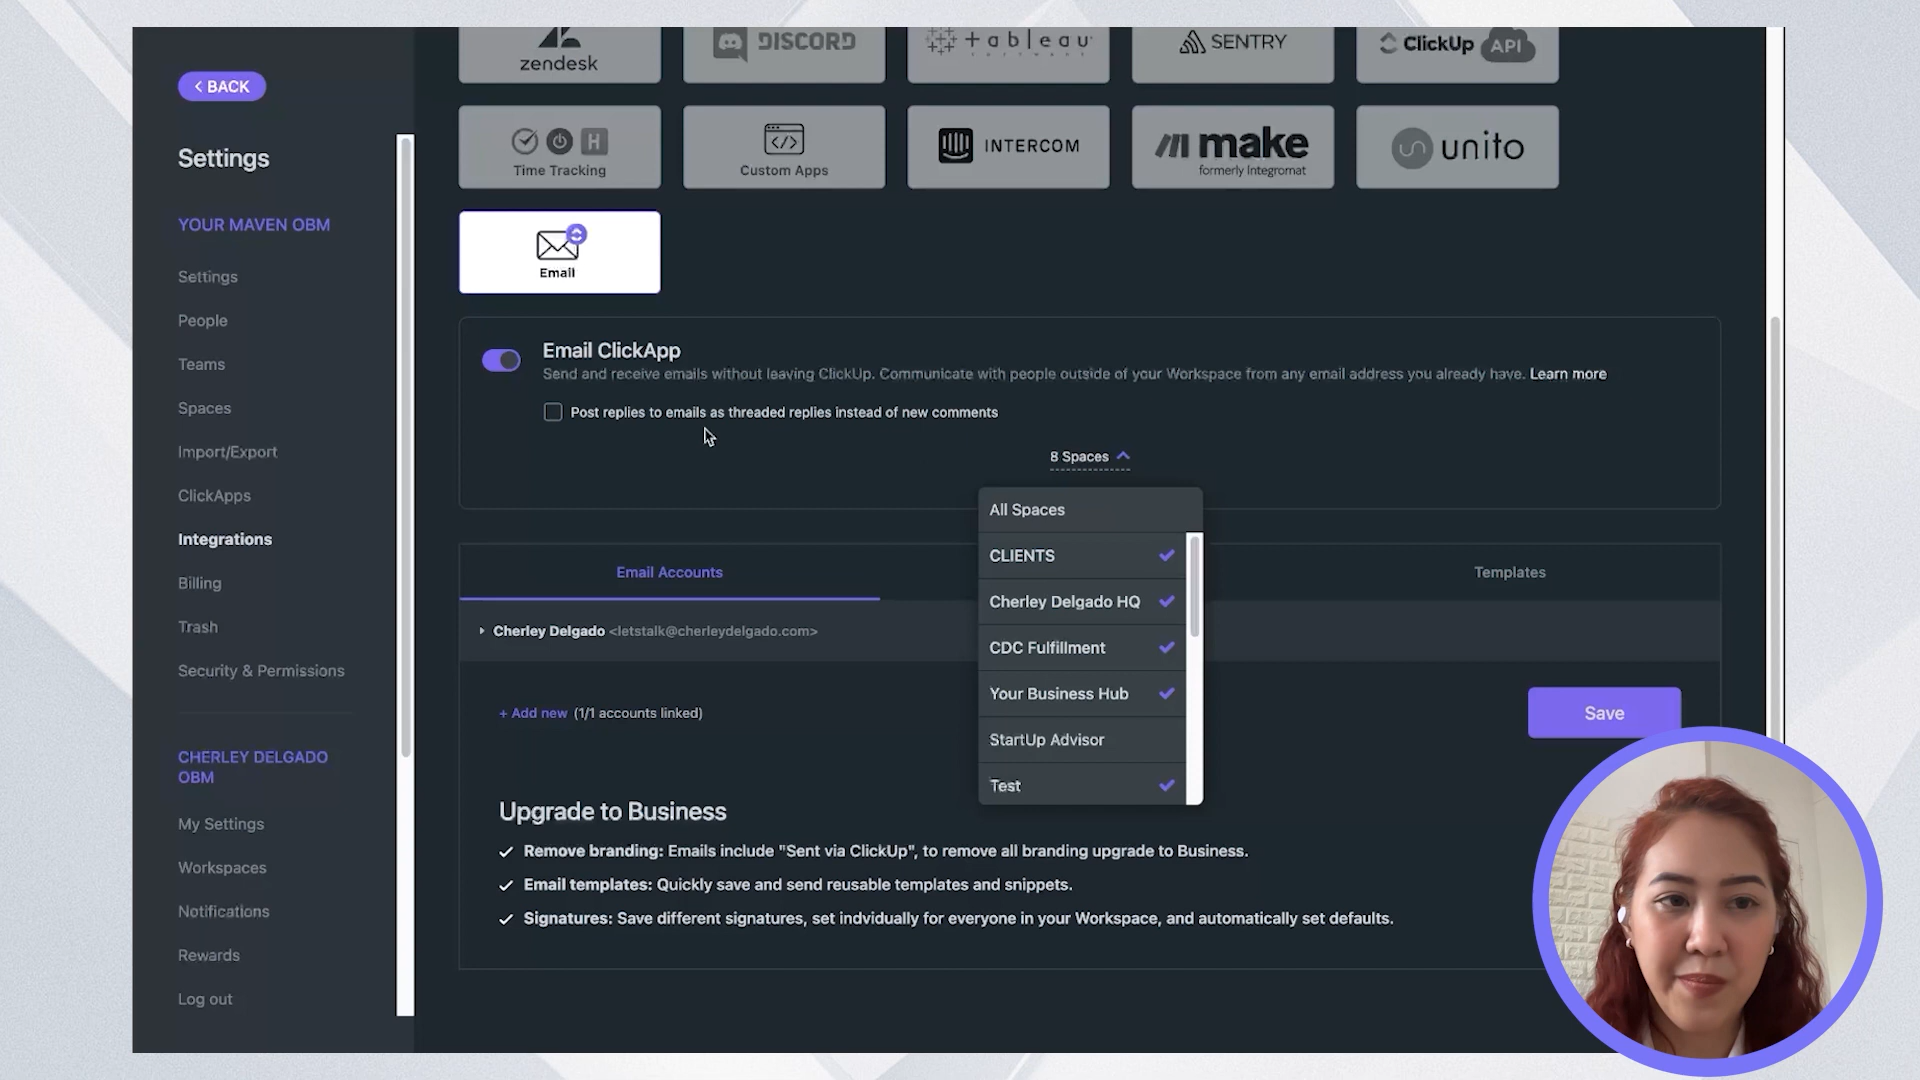 zendesk
DISCORD
+ableau
SENTRY
ClickUp API
Time Tracking
Custom Apps
INTERCOM
make
formerly Integromat
unito
Email
BACK
Settings
YOUR MAVEN OBM
Settings
People
Teams
Spaces
Import/Export
ClickApps
Integrations
Billing
Trash
Security & Permissions
CHERLEY DELGADO
OBM
My Settings
Workspaces
Notifications
Rewards
Log out
Email ClickApp
Send and receive emails without leaving ClickUp. Communicate with people outside of your Workspace from any email address you already have. Learn more
Post replies to emails as threaded replies instead of new comments
8 Spaces
All Spaces
CLIENTS
Cherley Delgado HQ
CDC Fulfillment
Your Business Hub
StartUp Advisor
Test
Email Accounts
Templates
Cherley Delgado <letstalk@cherleydelgado.com>
+ Add new (1/1 accounts linked)
Save
Upgrade to Business
Remove branding: Emails include "Sent via ClickUp", to remove all branding upgrade to Business.
Email templates: Quickly save and send reusable templates and snippets.
Signatures: Save different signatures, set indvidually for everyone in your Workspace, and automatically set defaults.